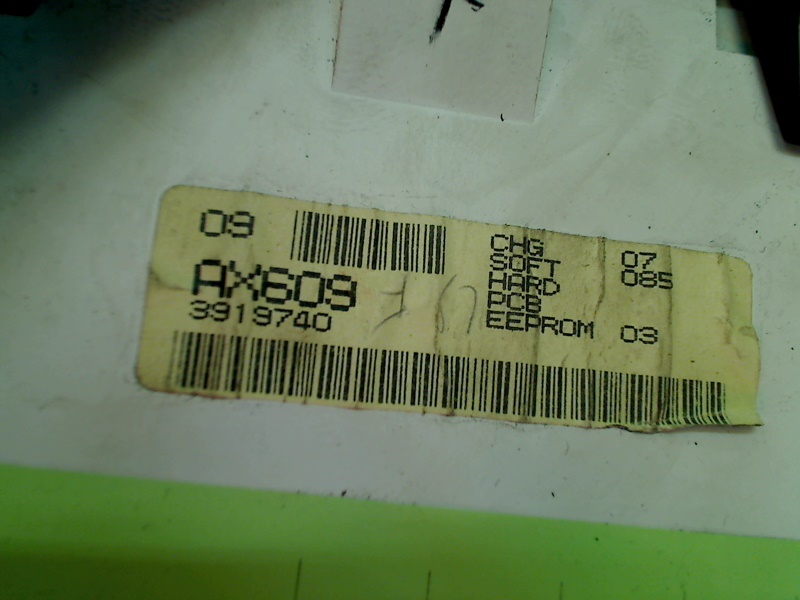 09
AX609
3919740
CHG
SOFT 07
HARD 085
PCB
EEPROM 03